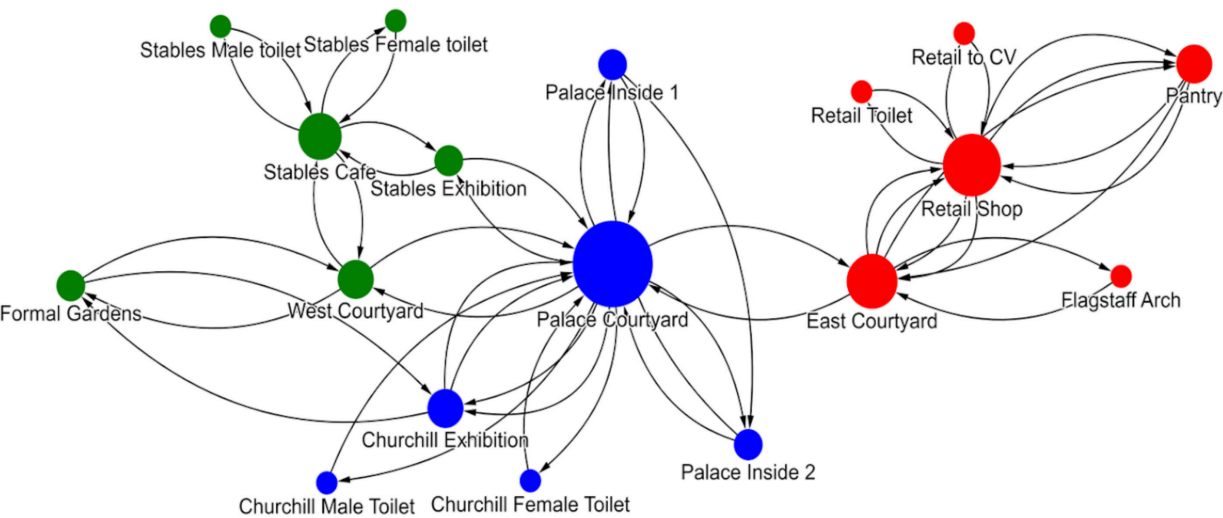 Stables Male toilet
Stables Female toilet
Retail to CV
Palace Inside 1
Pantry
Retail Toilet
Stables Cafe
Stables Exhibition
Retail Shop
Formal Gardens
West Courtyard
Palace Courtyard
East Courtyard
Flagstaff Arch
Churchill Exhibition
Palace Inside 2
Churchill Male Toilet
Churchill Female Toilet